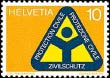 HELVETIA
10
PROTECTION CIVILE
PROTEZIONE CIVILE
ZIVILSCHUTZ